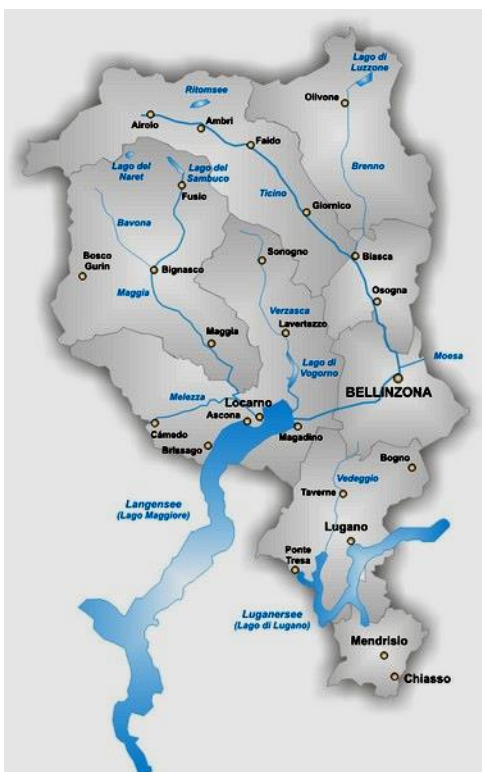 Lago di
Luzzone
Ritomsee
Olivone
Airolo
Ambri
Faido
Lago del
Naret
Lago del
Sambuco
Brenno
Fusio
Ticino
Giornico
Bavona
Sonogno
Biasca
Bosco
Gurin
Bignasco
Osogna
Maggia
Verzasca
Lavertezzo
Maggia
Moesa
Lago di
Vogorno
BELLINZONA
Melezza
Locarno
Ascona
Cámedo
Magadino
Brissago
Bogno
Vedeggio
Taverne
Langensee
(Lago Maggiore)
Lugano
Ponte
Tresa
Luganersee
(Lago di Lugano)
Mendrisio
Chiasso